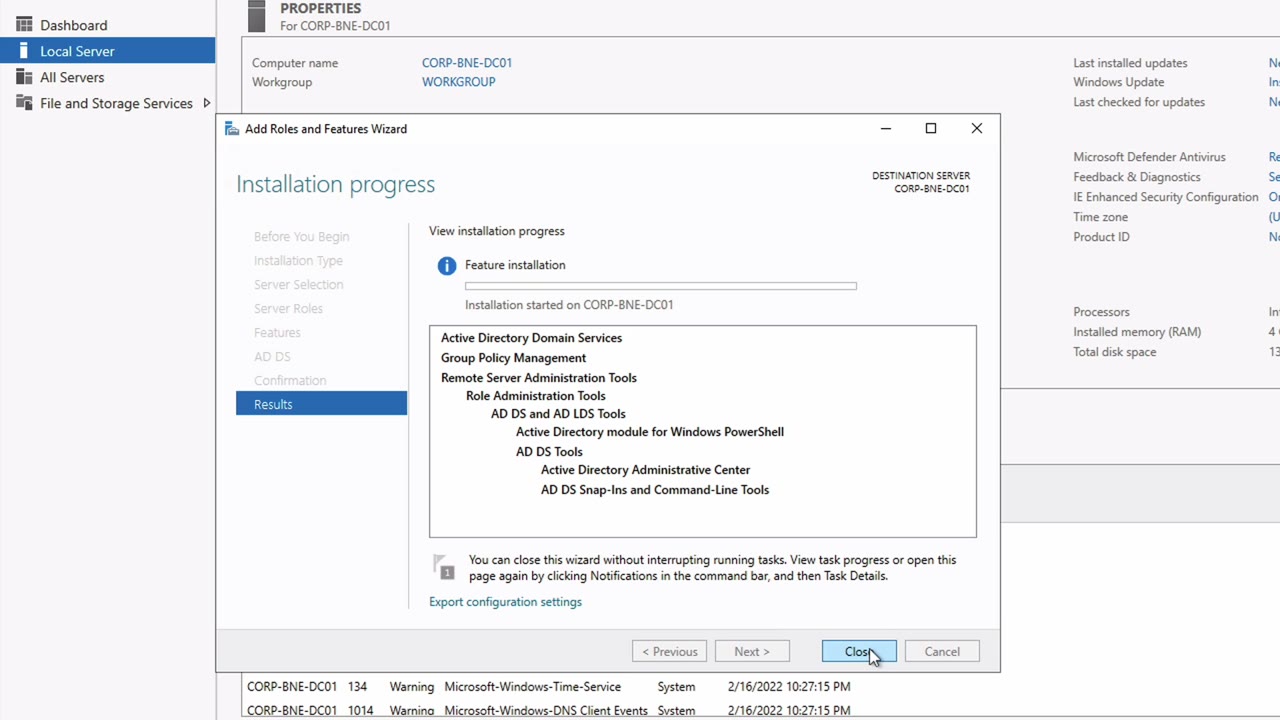 Dashboard
Local Server
All Servers
File and Storage Services
PROPERTIES
For CORP-BNE-DC01
Computer name CORP-BNE-DC01
Workgroup WORKGROUP
Last installed updates
Windows Update
Last checked for updates
Microsoft Defender Antivirus
Feedback & Diagnostics
IE Enhanced Security Configuration
Time zone
Product ID
Processors
Installed memory (RAM) 4
Total disk space 13
Add Roles and Features Wizard
Installation progress
DESTINATION SERVER
CORP-BNE-DC01
Before You Begin
Installation Type
Server Selection
Server Roles
Features
AD DS
Confirmation
Results
View installation progress
Feature installation
Installation started on CORP-BNE-DC01
Active Directory Domain Services
Group Policy Management
Remote Server Administration Tools
Role Administration Tools
AD DS and AD LDS Tools
Active Directory module for Windows PowerShell
AD DS Tools
Active Directory Administrative Center
AD DS Snap-Ins and Command-Line Tools
1
You can close this wizard without interrupting running tasks. View task progress or open this
page again by clicking Notifications in the command bar, and then Task Details.
Export configuration settings
< Previous
Next >
Close
Cancel
CORP-BNE-DC01 134 Warning Microsoft-Windows-Time-Service System 2/16/2022 10:27:15 PM
CORP-BNE-DC01 1014 Warning Microsoft-Windows-DNS Client Events System 2/16/2022 10:27:15 PM